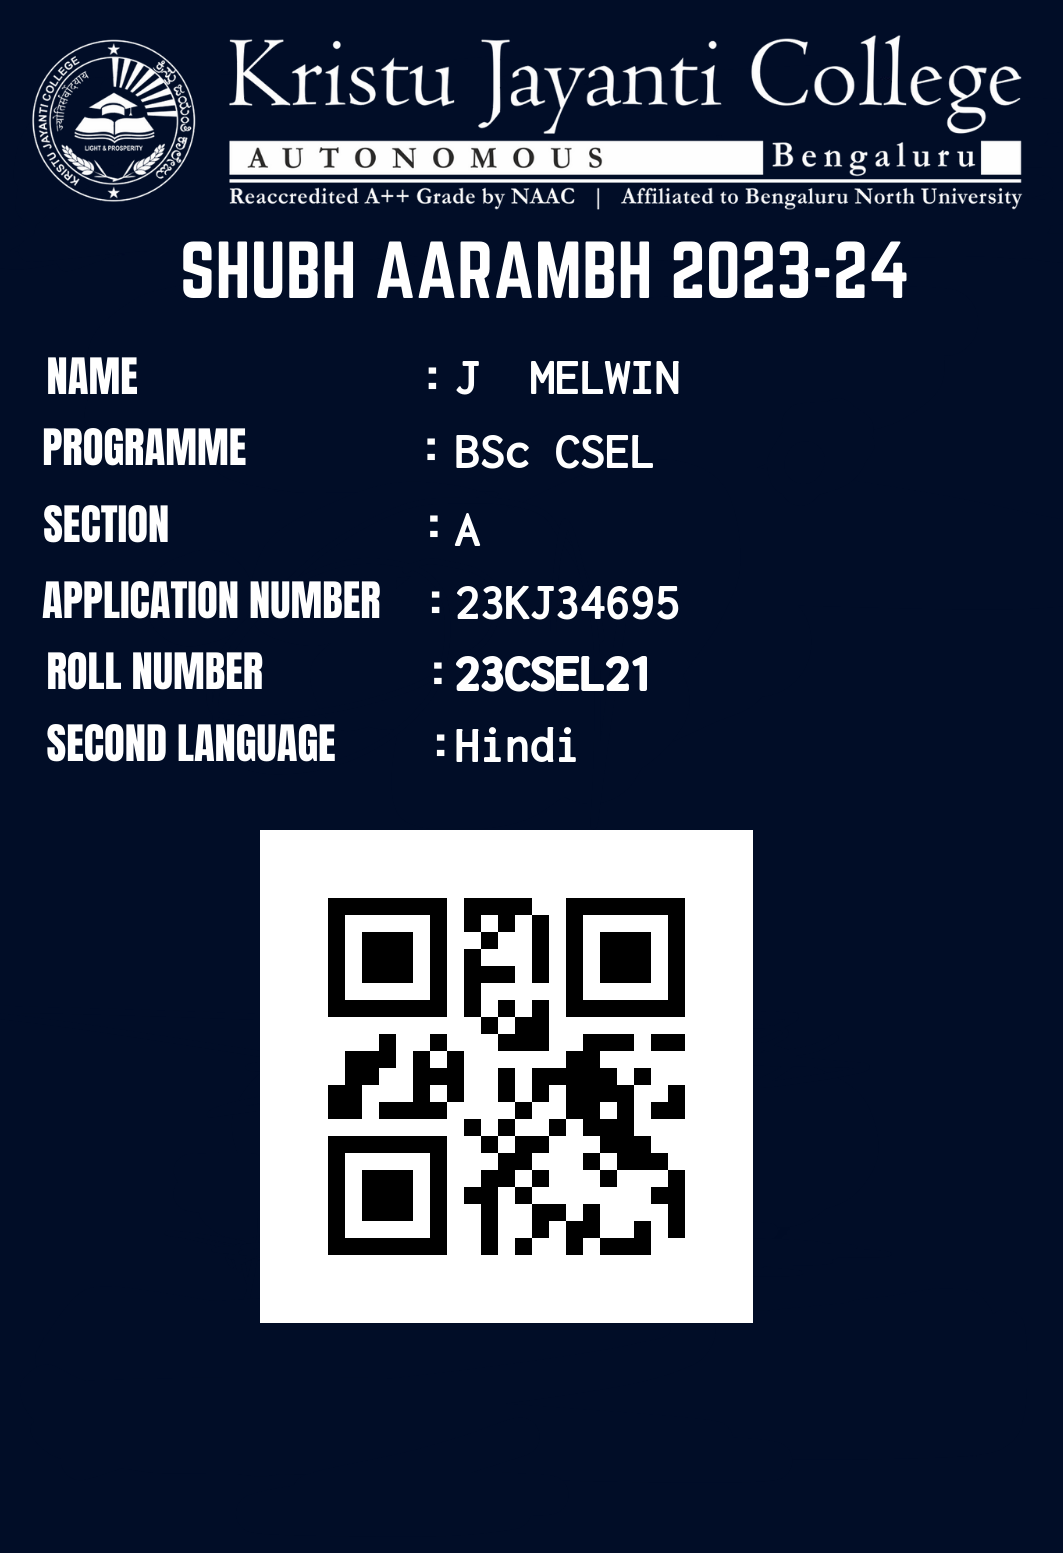 KRISTU JAYANTI COLLEGE
LIGHT & PROSPERITY
Kristu Jayanti College
AUTONOMOUS Bengaluru
Reaccredited A++ Grade by NAAC | Affiliated to Bengaluru North University
SHUBH AARAMBH 2023-24
NAME : J MELWIN
PROGRAMME : BSc CSEL
SECTION : A
APPLICATION NUMBER : 23KJ34695
ROLL NUMBER : 23CSEL21
SECOND LANGUAGE : Hindi